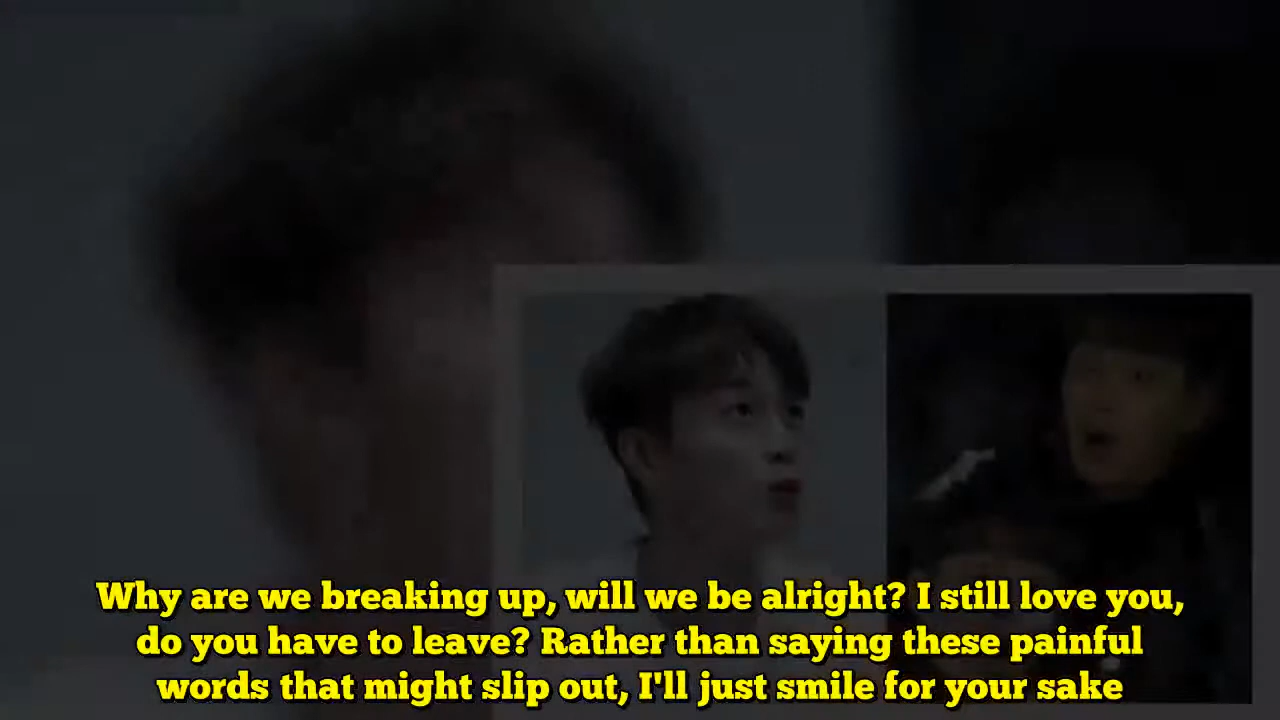 Why are we breaking up, will we be alright? I still love you,
do you have to leave? Rather than saying these painful
words that might slip out, I'll just smile for your sake